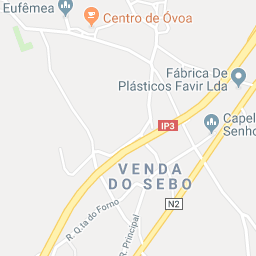 Eufêmea
Centro de Óvoa
Fábrica De
Plásticos Favir Lda
IP3
Capel
Senho
VENDA
DO SEBO
N2
R. Q.ta do Forno
R. Principal